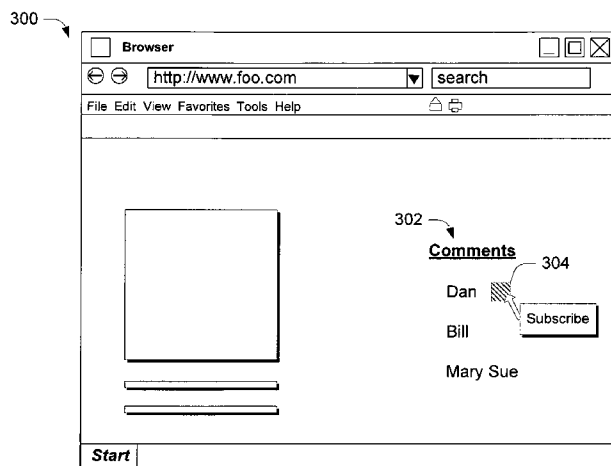 300
Browser
http://www.foo.com search
File Edit View Favorites Tools Help
302
Comments
304
Dan
Subscribe
Bill
Mary Sue
Start